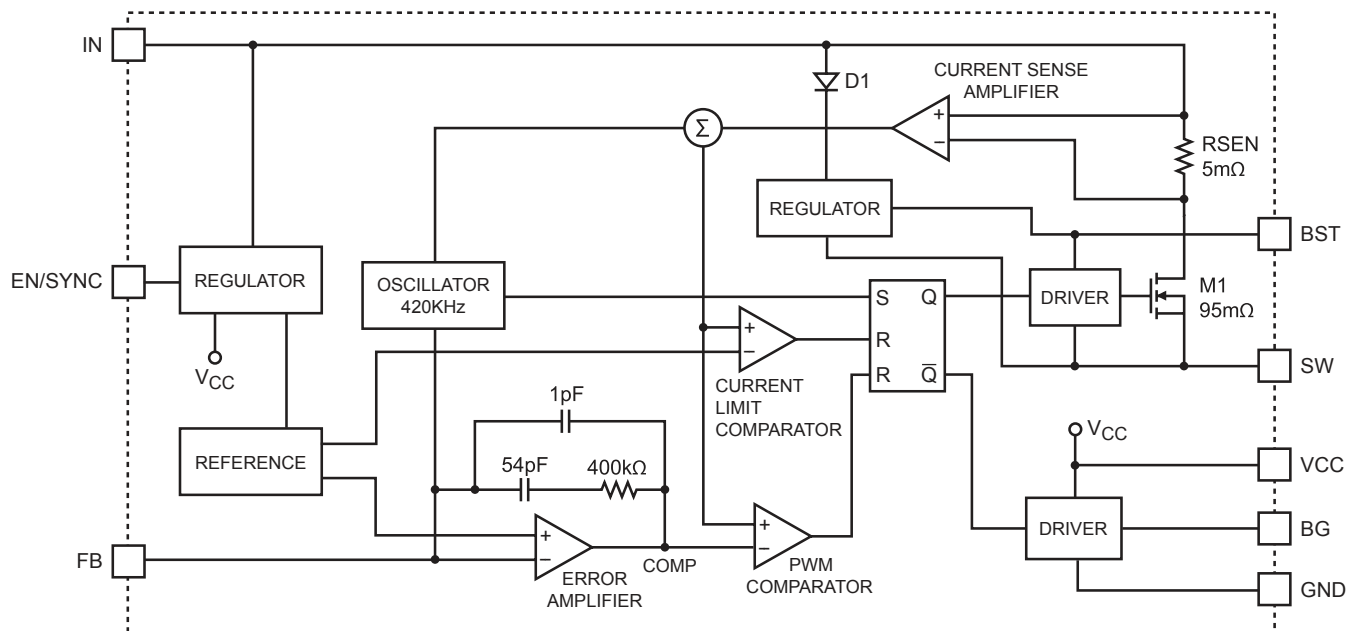 IN
D1
CURRENT SENSE
AMPLIFIER
+
−
Σ
RSEN
5mΩ
REGULATOR
BST
EN/SYNC
REGULATOR
OSCILLATOR
420KHz
S Q
R
R Q̅
DRIVER
M1
95mΩ
+
−
VCC
SW
CURRENT
LIMIT
COMPARATOR
1pF
REFERENCE
54pF
400kΩ
VCC
VCC
+
−
+
−
DRIVER
BG
FB
ERROR
AMPLIFIER
COMP
PWM
COMPARATOR
GND